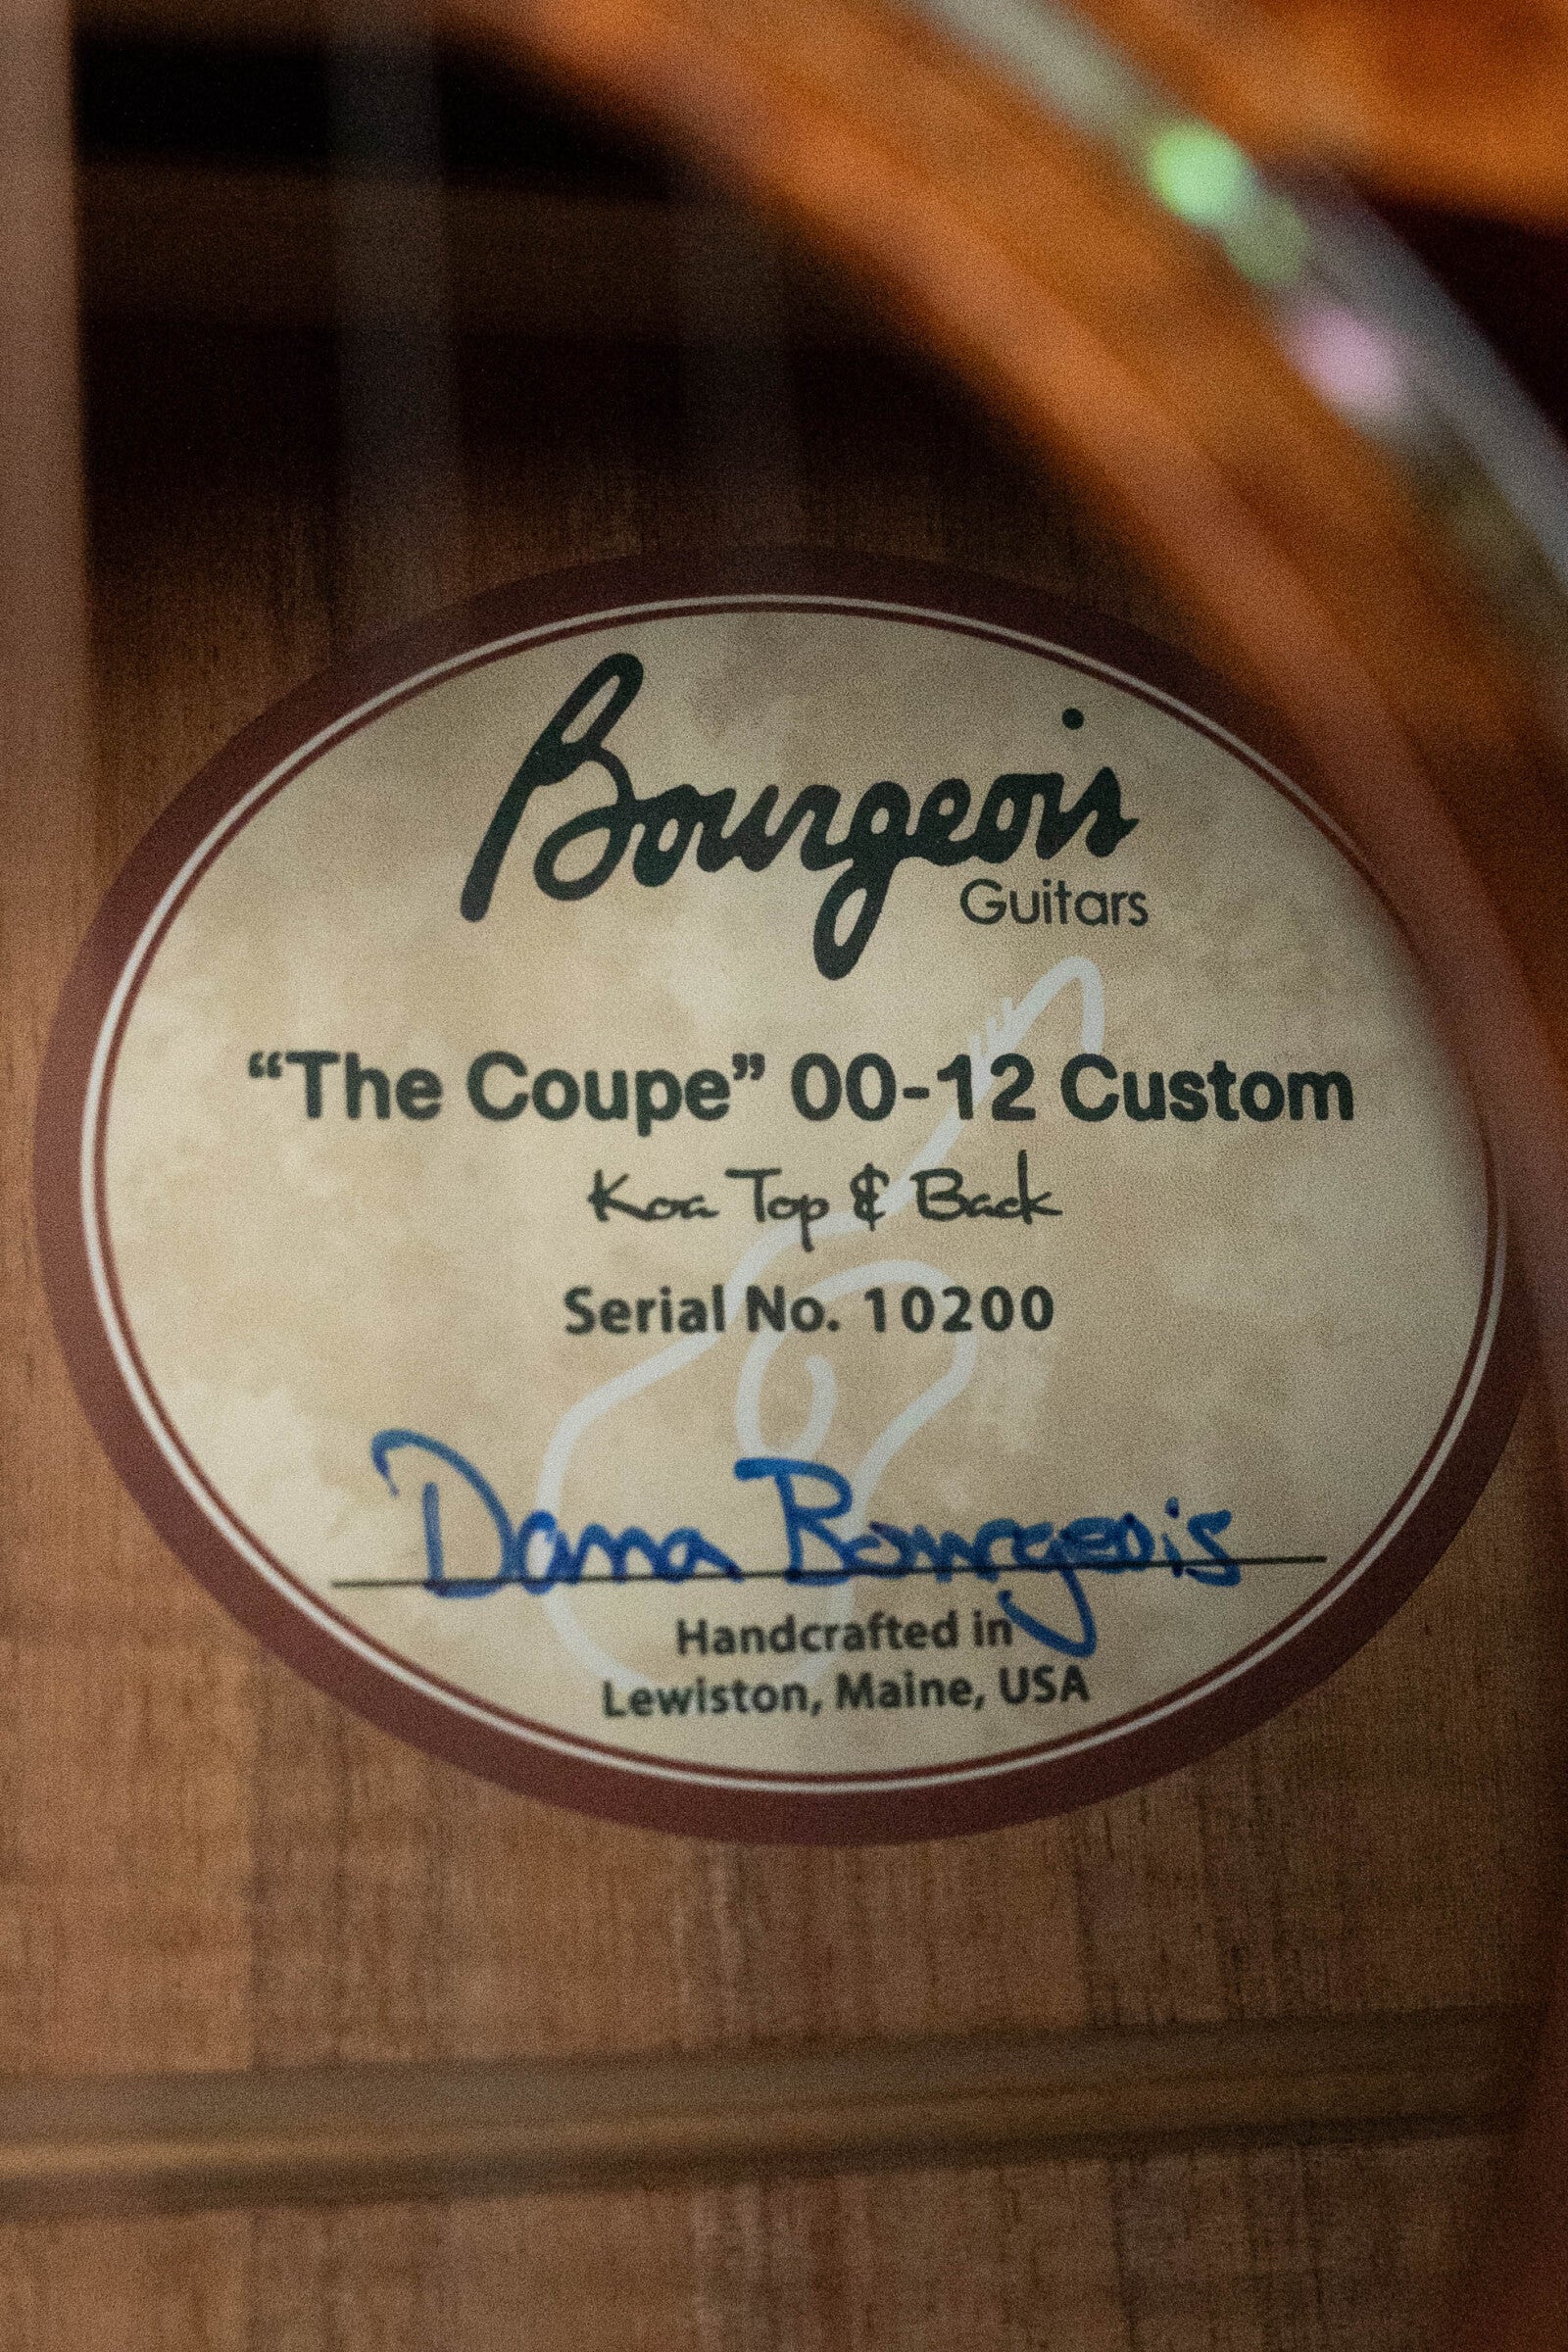 Bourgeois
Guitars
“The Coupe” 00-12 Custom
Koa Top & Back
Serial No. 10200
Dana Bourgeois
Handcrafted in
Lewiston, Maine, USA